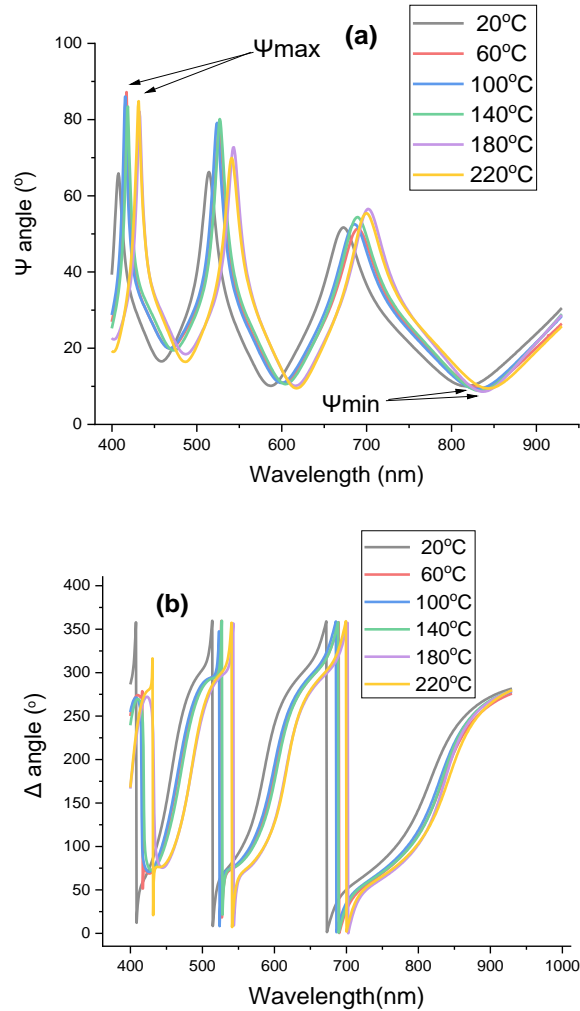 (a)
Ψmax
20°C
60°C
100°C
140°C
180°C
220°C
100
80
60
40
20
0
Ψ angle (°)
Ψmin
400 500 600 700 800 900
Wavelength (nm)
(b)
20°C
60°C
100°C
140°C
180°C
220°C
400
350
300
250
200
150
100
50
0
Δ angle (°)
400 500 600 700 800 900 1000
Wavelength(nm)